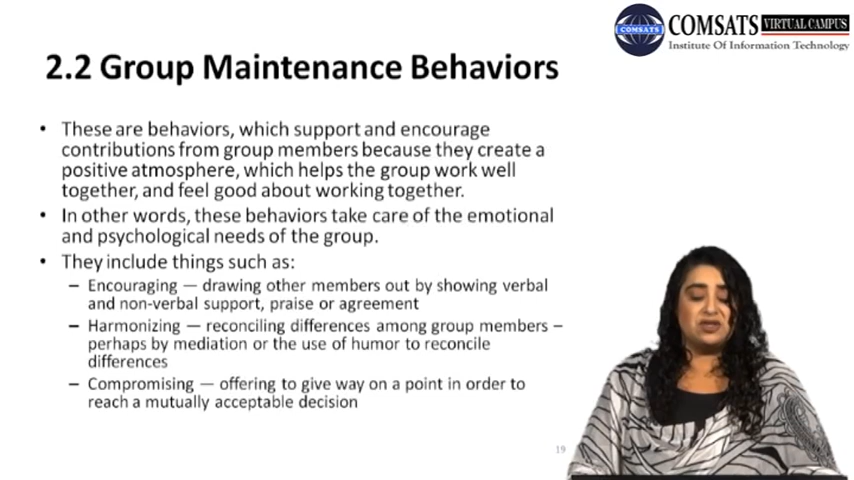 COMSATS VIRTUAL CAMPUS
COMSATS
Institute Of Information Technology
2.2 Group Maintenance Behaviors
• These are behaviors, which support and encourage
contributions from group members because they create a
positive atmosphere, which helps the group work well
together, and feel good about working together.
• In other words, these behaviors take care of the emotional
and psychological needs of the group.
• They include things such as:
– Encouraging — drawing other members out by showing verbal
and non-verbal support, praise or agreement
– Harmonizing — reconciling differences among group members –
perhaps by mediation or the use of humor to reconcile
differences
– Compromising — offering to give way on a point in order to
reach a mutually acceptable decision
19